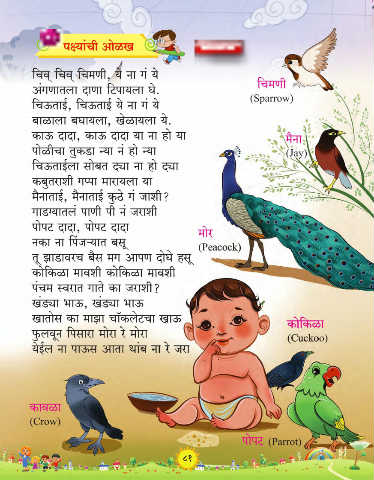 पक्ष्यांची ओळख
चिव चिव चिमणी, ये ना गं ये
अंगणातला दाणा टिपायला घे.
चिऊताई, चिऊताई ये ना गं ये
बाळाला बघायला, खेळायला ये.
काऊ दादा, काऊ दादा या ना हो या
पोळीचा तुकडा न्या नं हो न्या
चिऊताईला सोबत द्या ना हो द्या
कबुतराशी गप्पा मारायला या
मैनाताई, मैनाताई कुठे गं जाशी?
गाडग्यातलं पाणी पी नं जराशी
पोपट दादा, पोपट दादा
नका ना पिंजऱ्यात बसू
तू झाडावरच बैस मग आपण दोघे हसू
कोकिळा मावशी कोकिळा मावशी
पंचम स्वरात गाते का जराशी?
खंड्या भाऊ, खंड्या भाऊ
खातोस का माझा चॉकलेटचा खाऊ
फुलवून पिसारा मोरा रे मोरा
येईल ना पाऊस आता थांब ना रे जरा
चिमणी
(Sparrow)
मैना
(Jay)
मोर
(Peacock)
कोकिळा
(Cuckoo)
कावळा
(Crow)
पोपट (Parrot)
८१